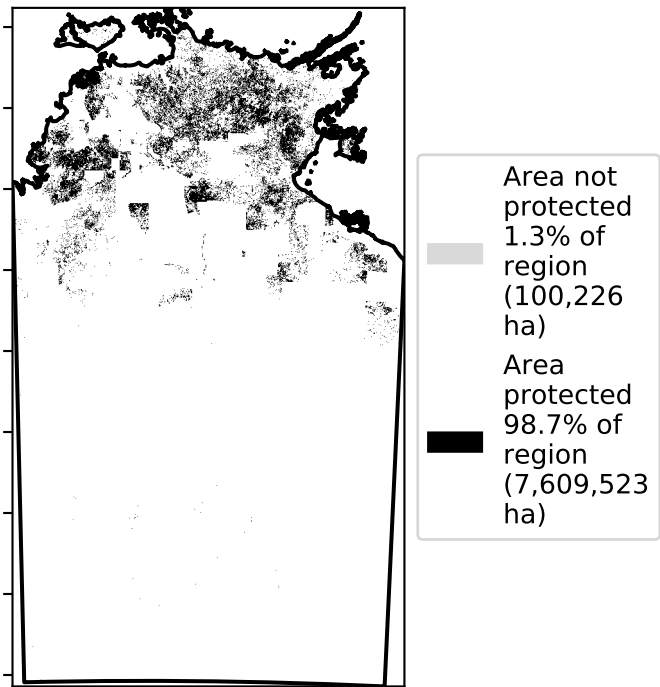 Area not
protected
1.3% of
region
(100,226
ha)
Area
protected
98.7% of
region
(7,609,523
ha)